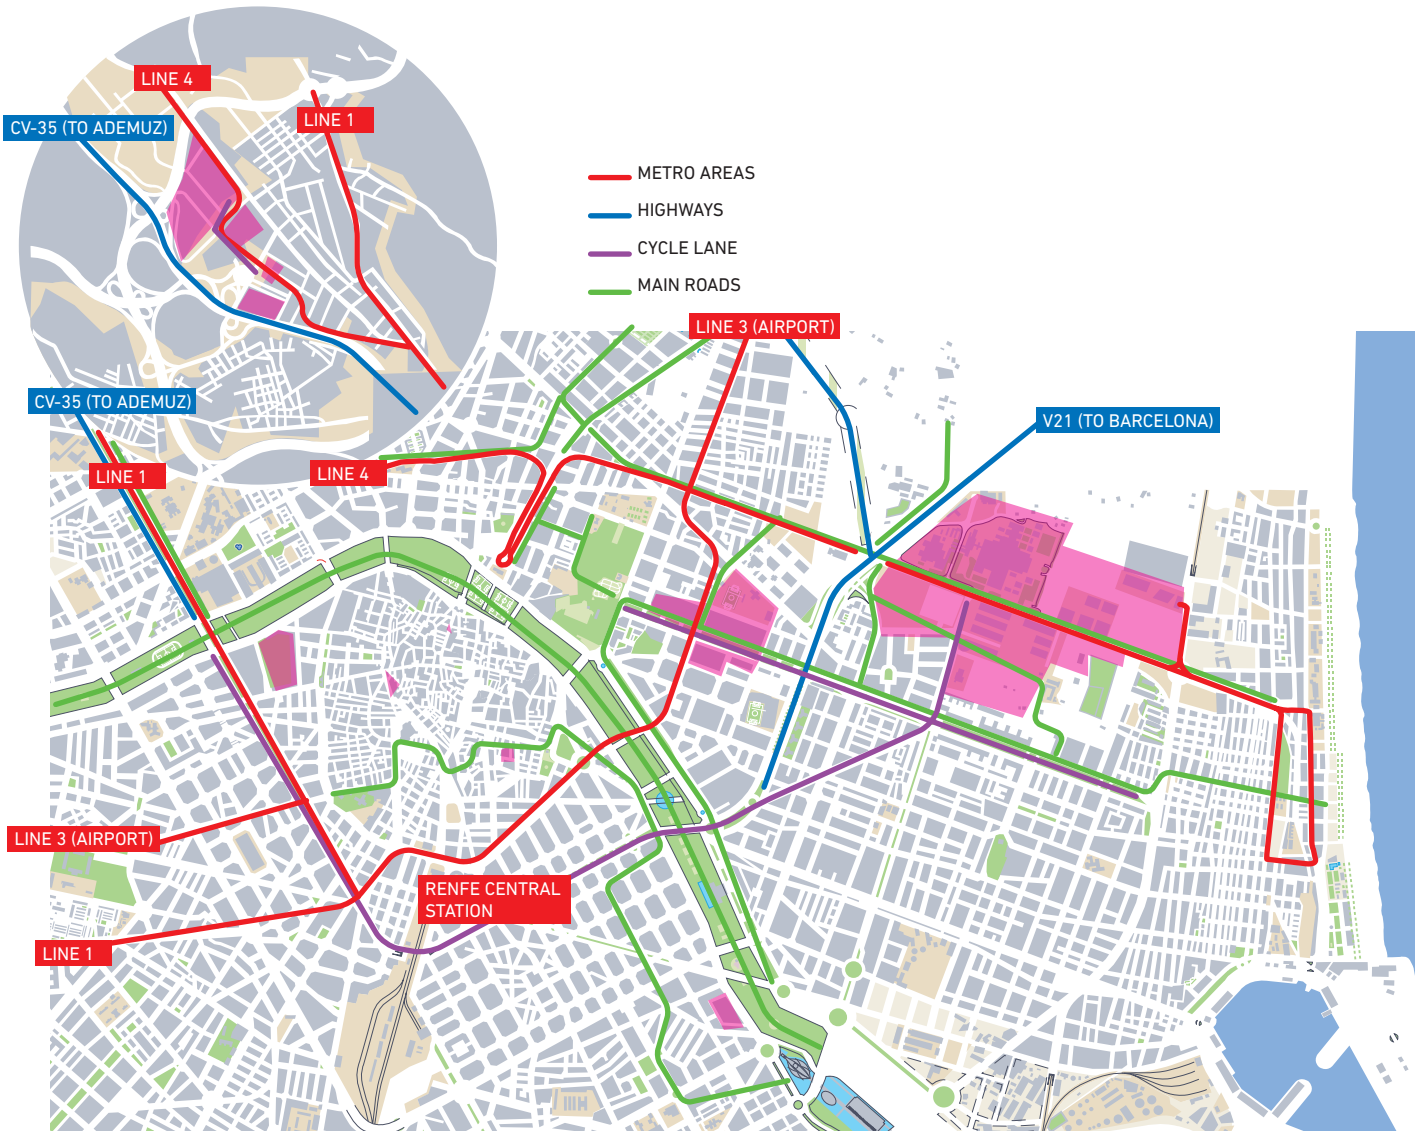 LINE 4
LINE 1
CV-35 (TO ADEMUZ)
METRO AREAS
HIGHWAYS
CYCLE LANE
MAIN ROADS
LINE 3 (AIRPORT)
CV-35 (TO ADEMUZ)
V21 (TO BARCELONA)
LINE 1
LINE 4
LINE 3 (AIRPORT)
RENFE CENTRAL
STATION
LINE 1